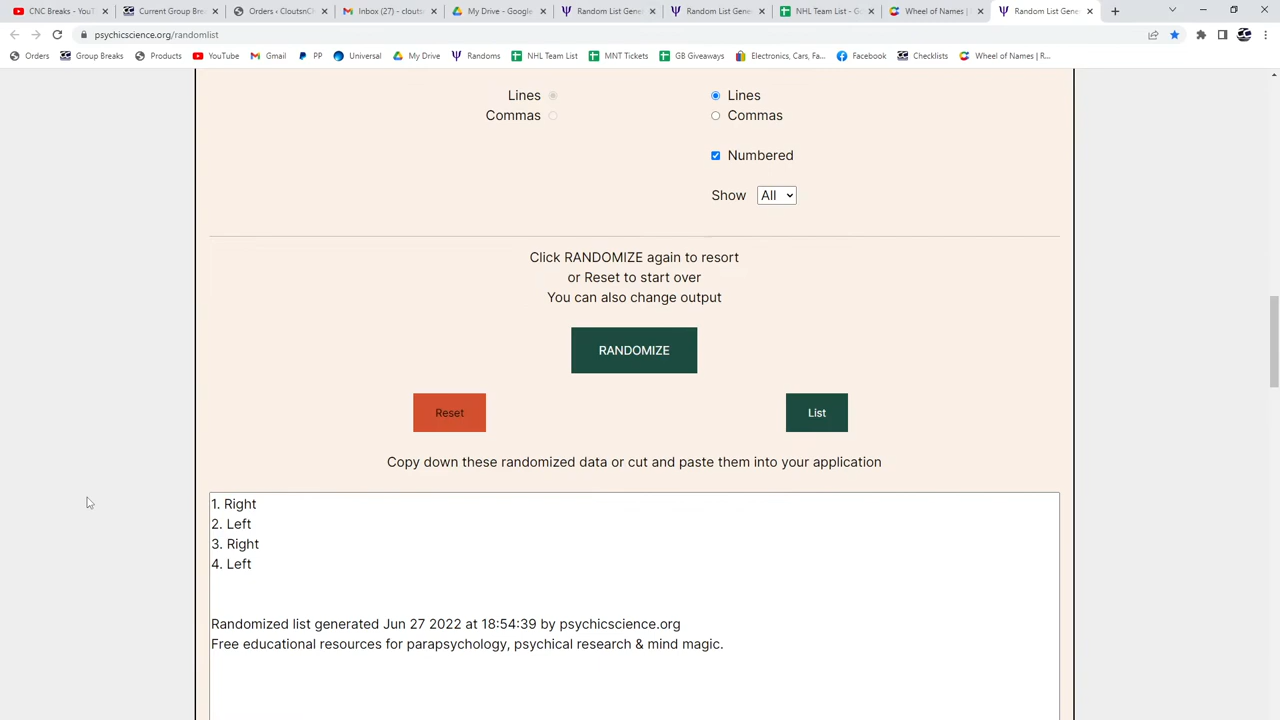 CNC Breaks - YouT
Current Group Brea
Orders ‹ CloutsnCh
Inbox (27) - clouts
My Drive - Google
Random List Gener
Random List Gener
NHL Team List - Go
Wheel of Names |
Random List Gene
psychicscience.org/randomlist
Orders
Group Breaks
Products
YouTube
Gmail
PP
Universal
My Drive
Randoms
NHL Team List
MNT Tickets
GB Giveaways
Electronics, Cars, Fa...
Facebook
Checklists
Wheel of Names | R...
Lines
Lines
Commas
Commas
Numbered
Show All
Click RANDOMIZE again to resort
or Reset to start over
You can also change output
RANDOMIZE
Reset
List
Copy down these randomized data or cut and paste them into your application
1. Right
2. Left
3. Right
4. Left
Randomized list generated Jun 27 2022 at 18:54:39 by psychicscience.org
Free educational resources for parapsychology, psychical research & mind magic.